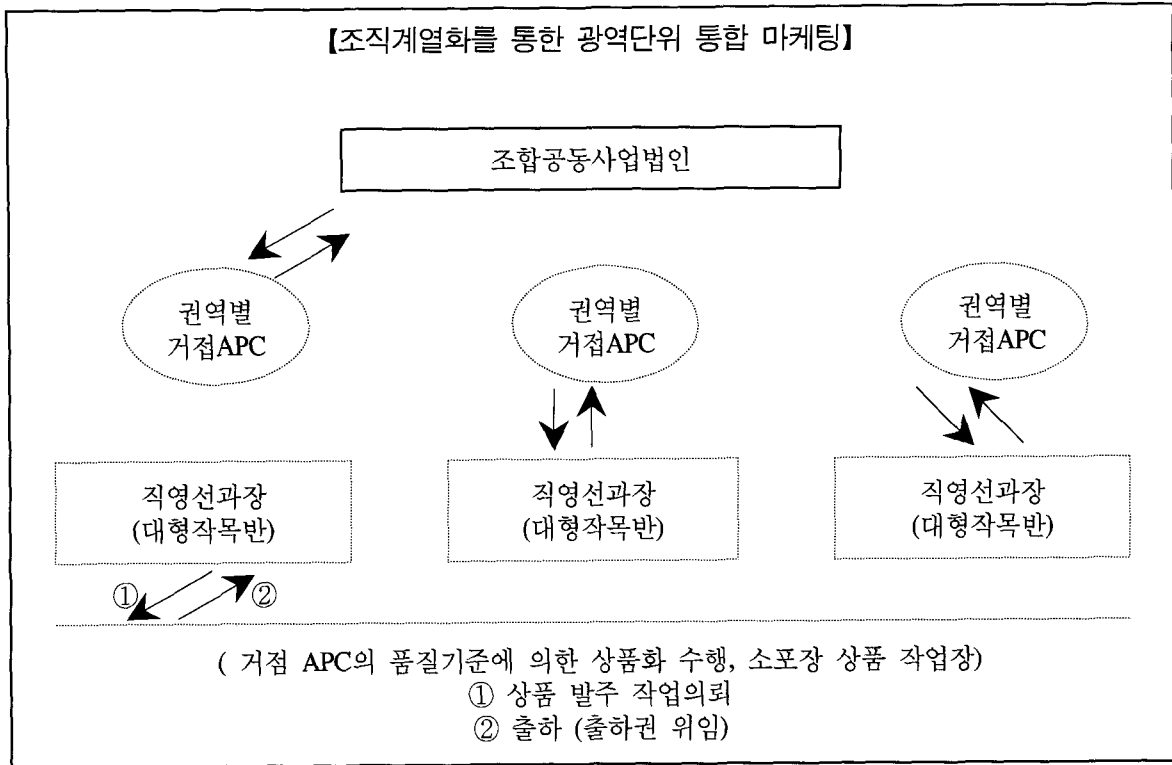 【조직계열화를 통한 광역단위 통합 마케팅】
조합공동사업법인
권역별
거점APC
권역별
거점APC
권역별
거점APC
직영선과장
(대형작목반)
직영선과장
(대형작목반)
직영선과장
(대형작목반)
① ②
( 거점 APC의 품질기준에 의한 상품화 수행, 소포장 상품 작업장)
① 상품 발주 작업의뢰
② 출하 (출하권 위임)